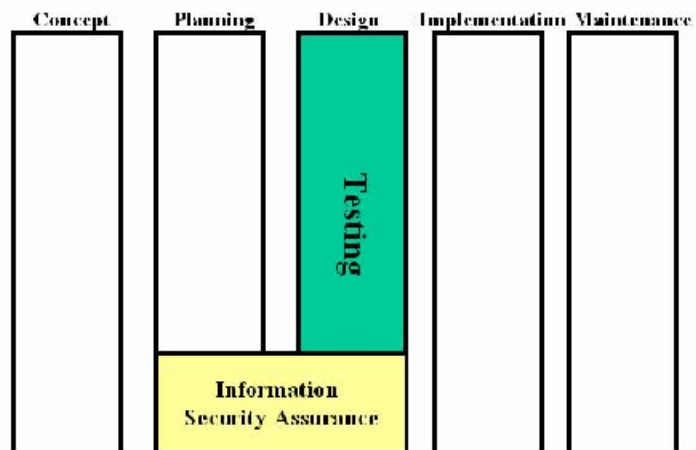 Concept Planning Design Implementation Maintenance
Testing
Information
Security Assurance